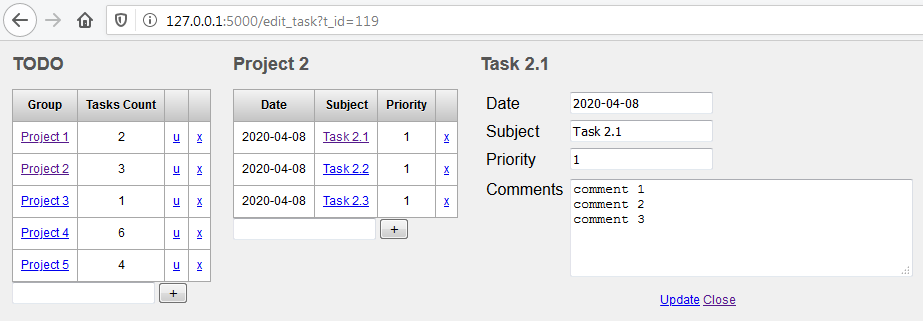 127.0.0.1:5000/edit_task?t_id=119
TODO
Group Tasks Count
Project 1 2 u x
Project 2 3 u x
Project 3 1 u x
Project 4 6 u x
Project 5 4 u x
+
Project 2
Date Subject Priority
2020-04-08 Task 2.1 1 x
2020-04-08 Task 2.2 1 x
2020-04-08 Task 2.3 1 x
+
Task 2.1
Date 2020-04-08
Subject Task 2.1
Priority 1
Comments comment 1
comment 2
comment 3
Update Close